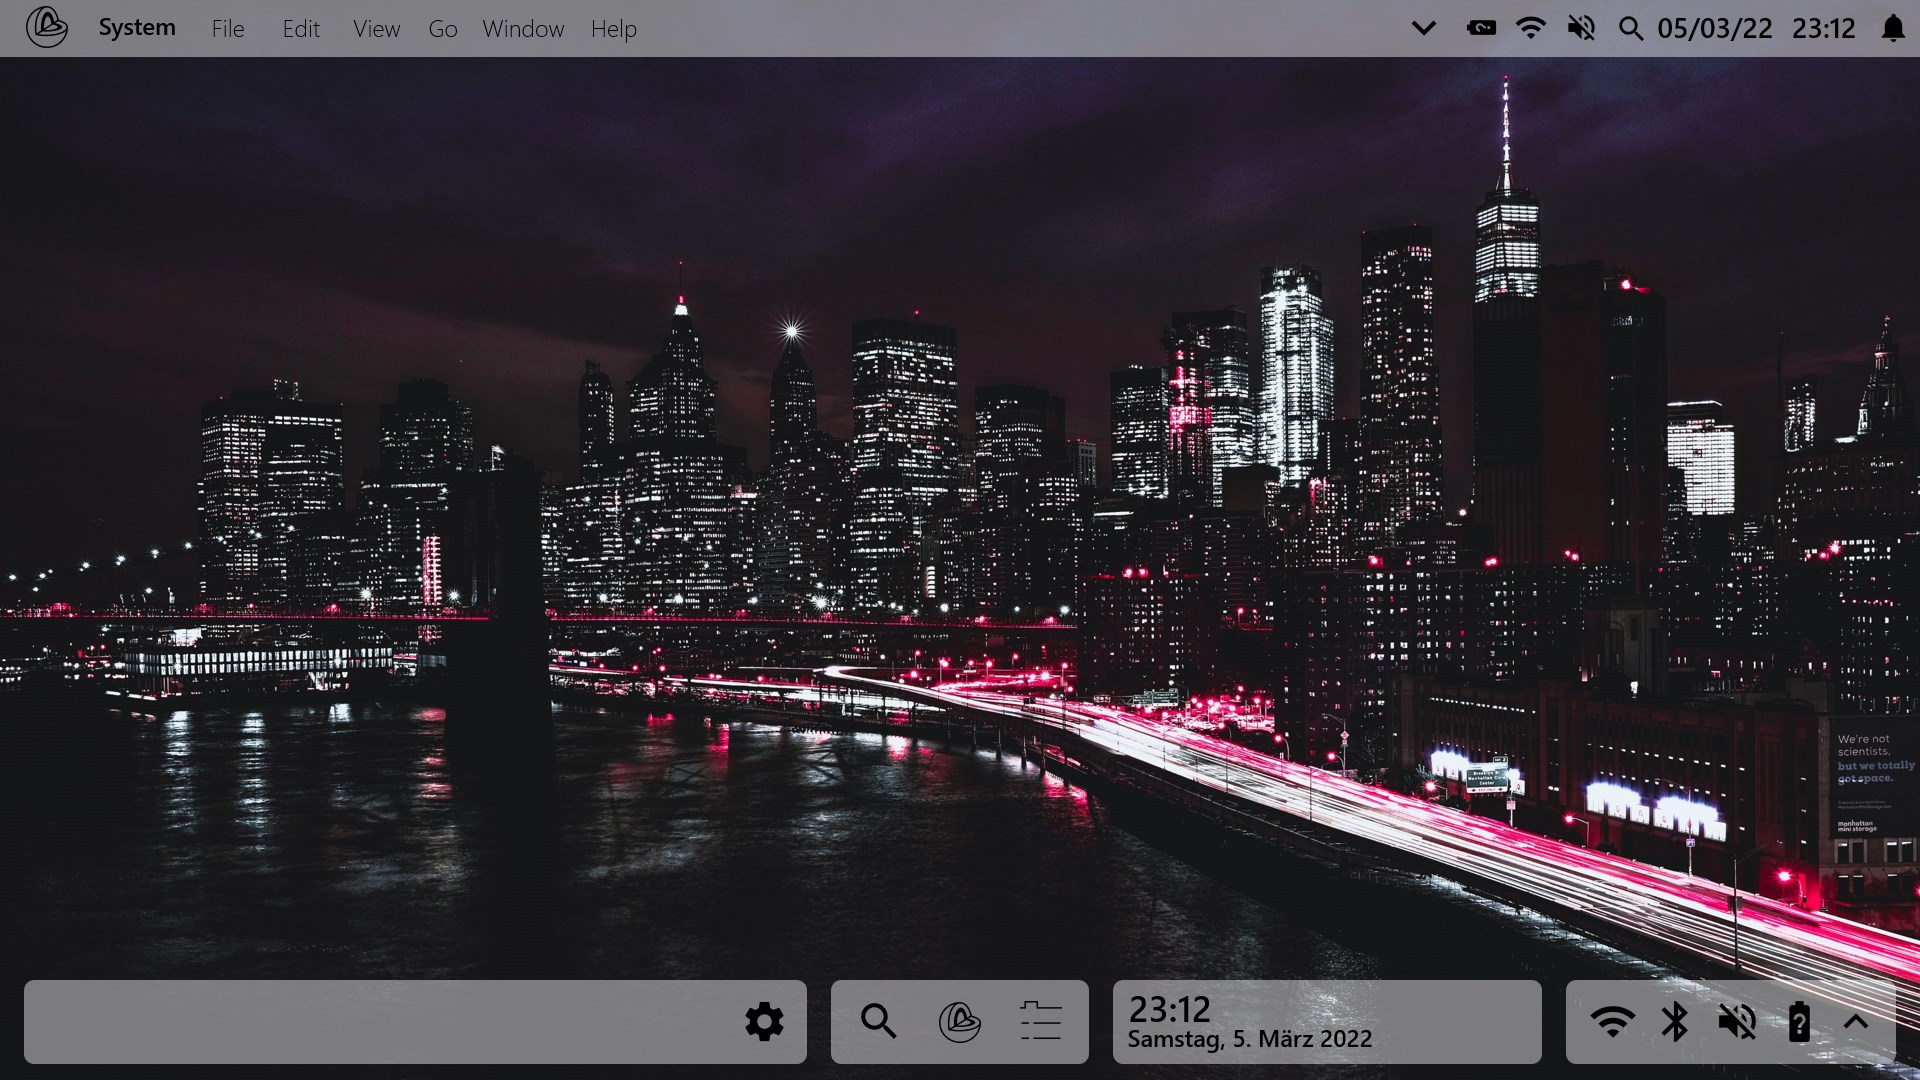 System File Edit View Go Window Help 05/03/22 23:12
We're not
scientists,
but we totally
got space.
manhattan
mini storage
23:12
Samstag, 5. März 2022